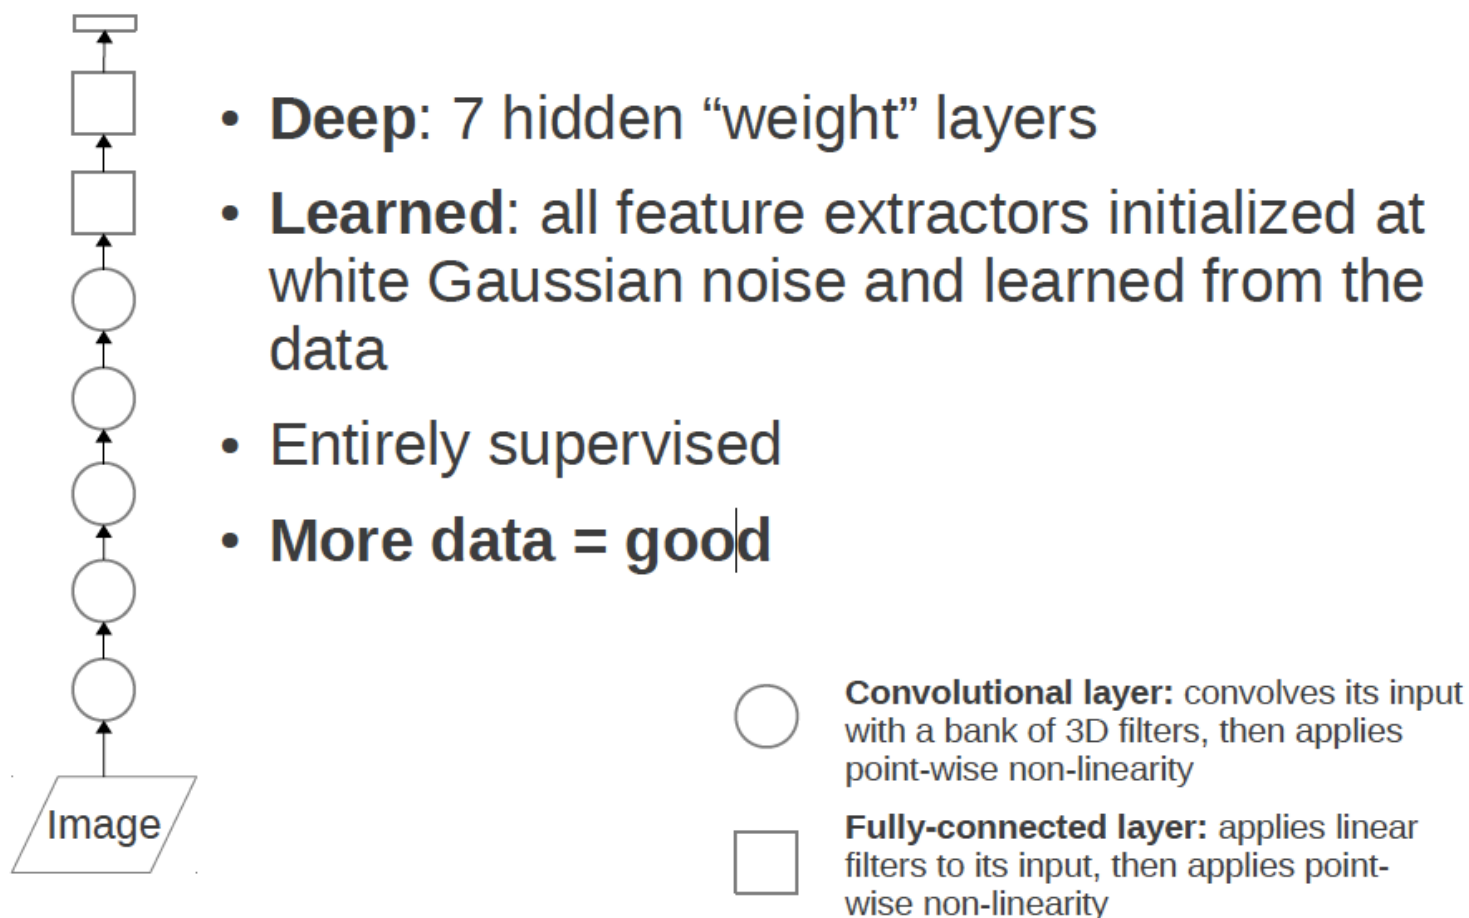 • Deep: 7 hidden “weight” layers
• Learned: all feature extractors initialized at
white Gaussian noise and learned from the
data
• Entirely supervised
• More data = good
Image
Convolutional layer: convolves its input
with a bank of 3D filters, then applies
point-wise non-linearity
Fully-connected layer: applies linear
filters to its input, then applies point-
wise non-linearity